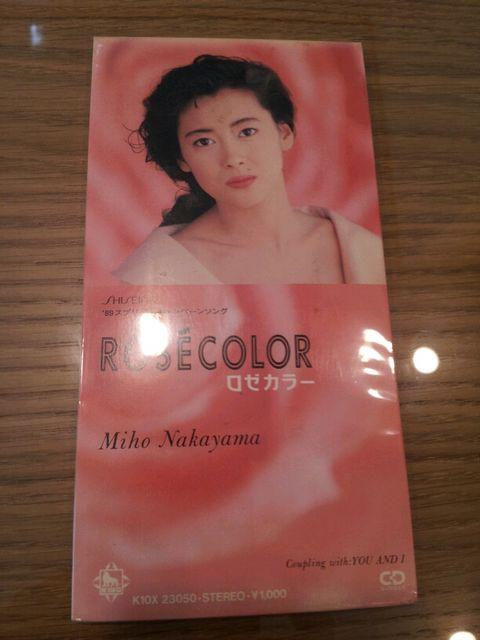 '89スプリングキャンペーンソング
ROSÉCOLOR
ロゼカラー
Miho Nakayama
Coupling with:YOU AND I
K10X 23050-STEREO-¥1,000